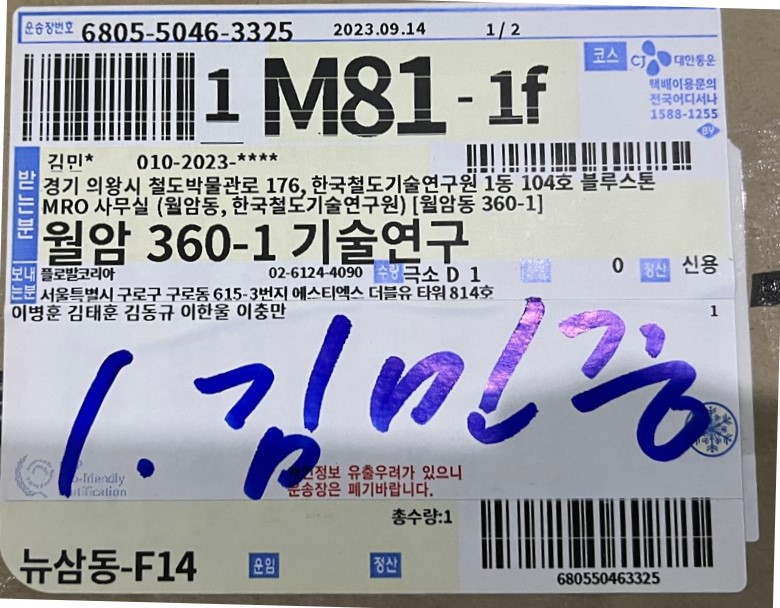 운송장번호 6805-5046-3325 2023.09.14 1/2
코스 CJ 대한통운
1 M81 - 1f
택배이용문의
전국어디서나
1588-1255
BY
받는분
김민* 010-2023-****
경기 의왕시 철도박물관로 176, 한국철도기술연구원 1동 104호 블루스톤
MRO 사무실 (월암동, 한국철도기술연구원) [월암동 360-1]
월암 360-1 기술연구
보내는분 플로발코리아 02-6124-4090 수량 극소 D 1 0 정산 신용
서울특별시 구로구 구로동 615-3번지 에스티엑스 더블유 타워 814호
이병훈 김태훈 김동규 이한울 이충만 1
1. 김민
개인정보 유출우려가 있으니
운송장은 폐기바랍니다.
총수량:1
뉴삼동-F14 운임 정산
680550463325